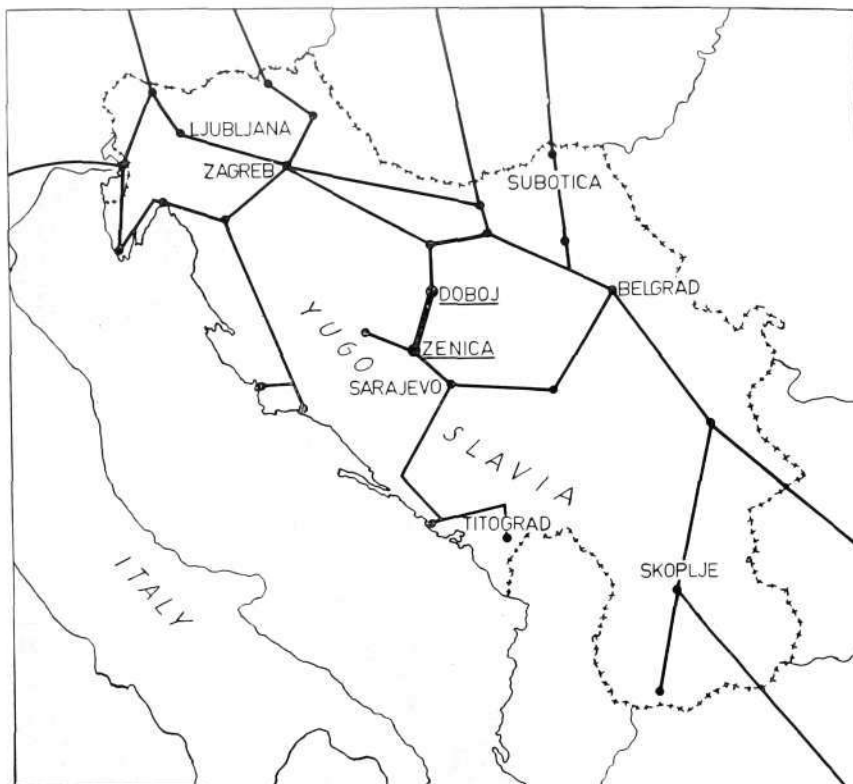 LJUBLJANA
ZAGREB
SUBOTICA
DOBOJ
BELGRAD
YUGO
ZENICA
SARAJEVO
SLAVIA
TITOGRAD
ITALY
SKOPLJE